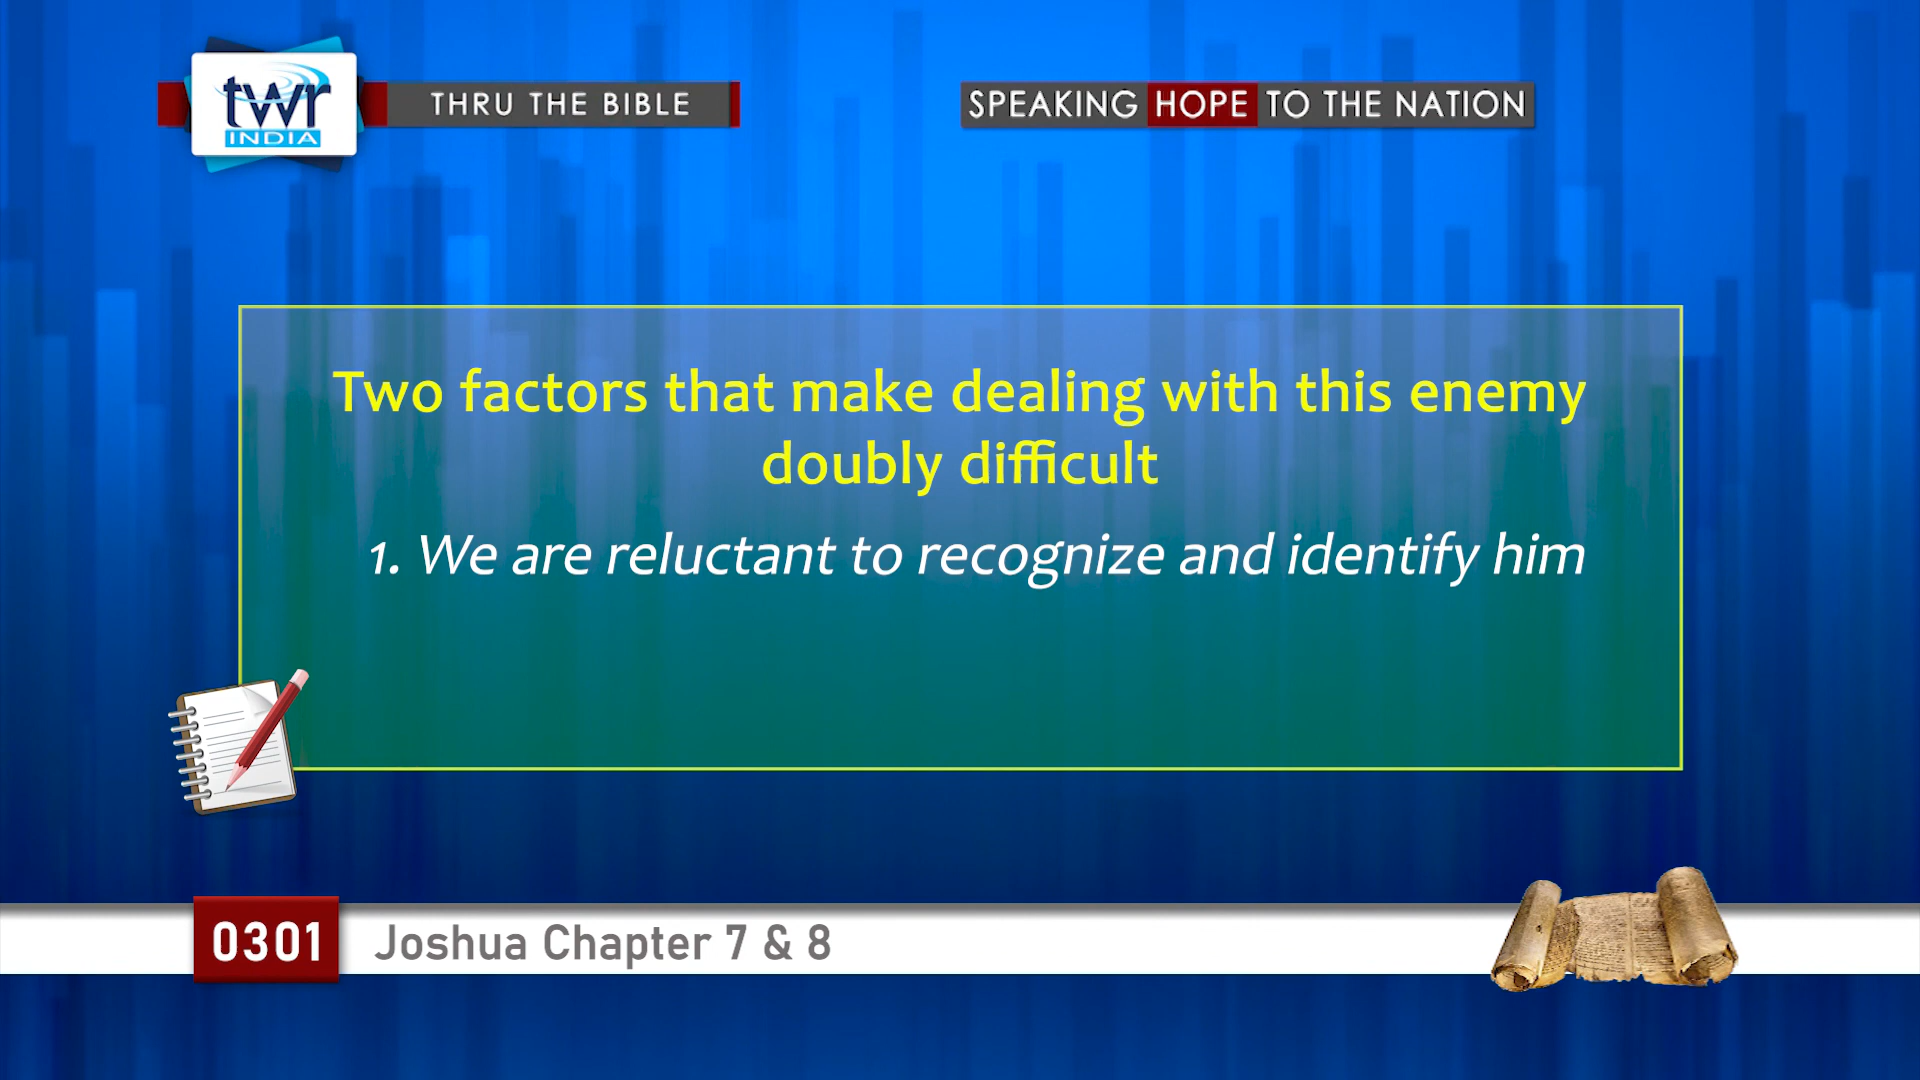 twr
INDIA
THRU THE BIBLE
SPEAKING HOPE TO THE NATION
Two factors that make dealing with this enemy
doubly difficult
1. We are reluctant to recognize and identify him
0301
Joshua Chapter 7 & 8